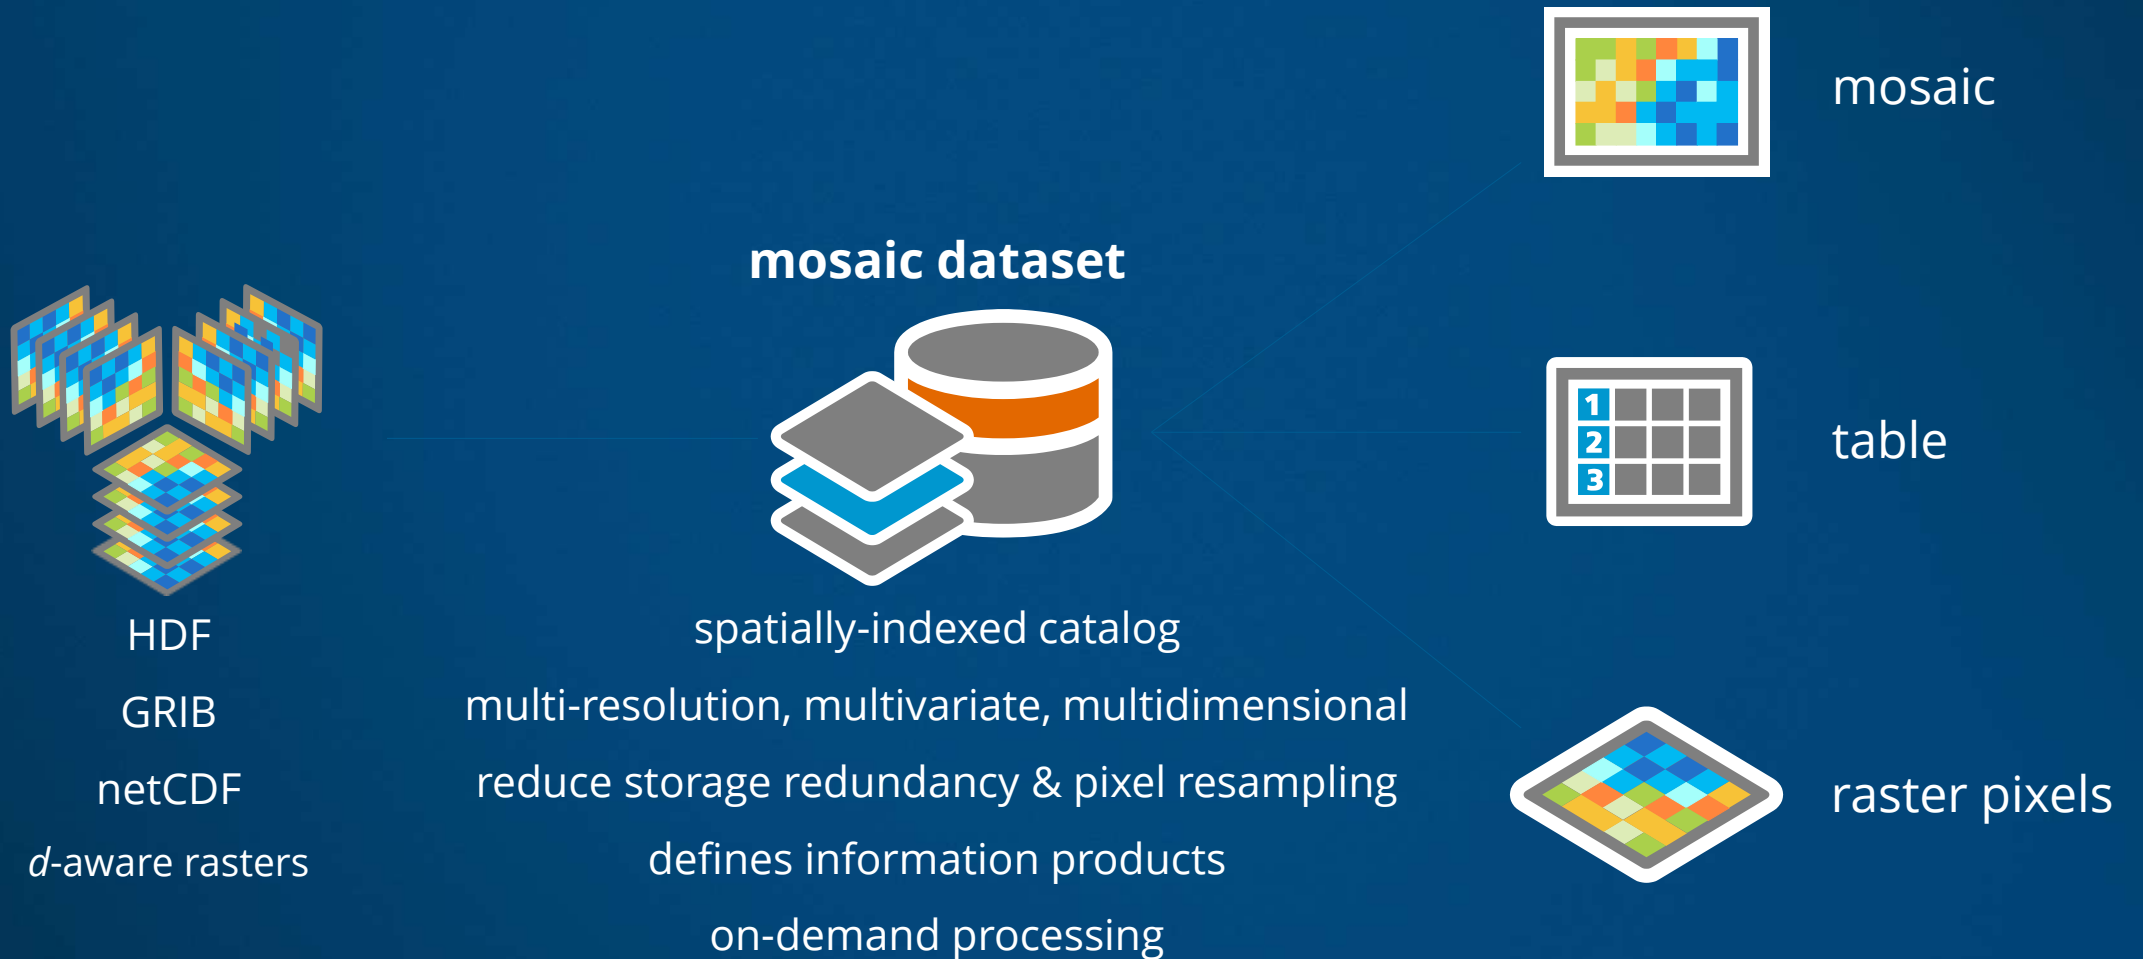 mosaic
mosaic dataset
1
2
3
table
HDF
GRIB
netCDF
d-aware rasters
spatially-indexed catalog
multi-resolution, multivariate, multidimensional
reduce storage redundancy & pixel resampling
defines information products
on-demand processing
raster pixels